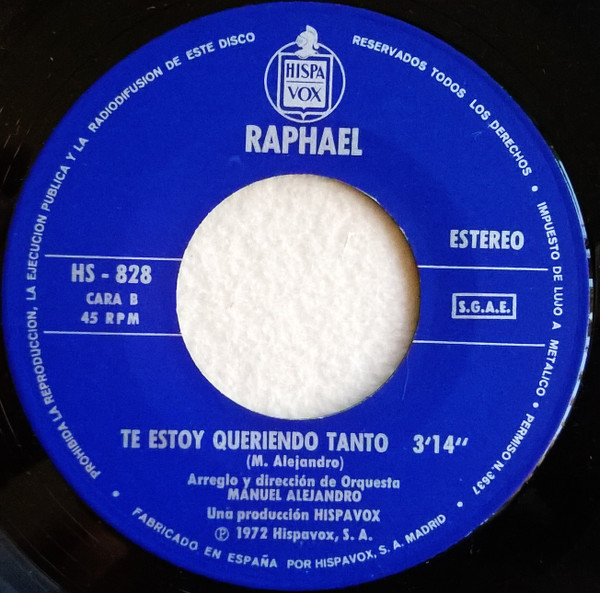 HISPA
VOX
RAPHAEL
ESTEREO
HS - 828
CARA B
45 RPM
S.G.A.E.
TE ESTOY QUERIENDO TANTO 3'14"
(M. Alejandro)
Arreglo y dirección de Orquesta
MANUEL ALEJANDRO
Una producción HISPAVOX
Ⓟ 1972 Hispavox, S. A.
PROHIBIDA LA REPRODUCCION, LA EJECUCION PUBLICA Y LA RADIODIFUSION DE ESTE DISCO
RESERVADOS TODOS LOS DERECHOS • IMPUESTO DE LUJO A METALICO • PERMISO N. 3637
• FABRICADO EN ESPAÑA POR HISPAVOX, S. A. MADRID •